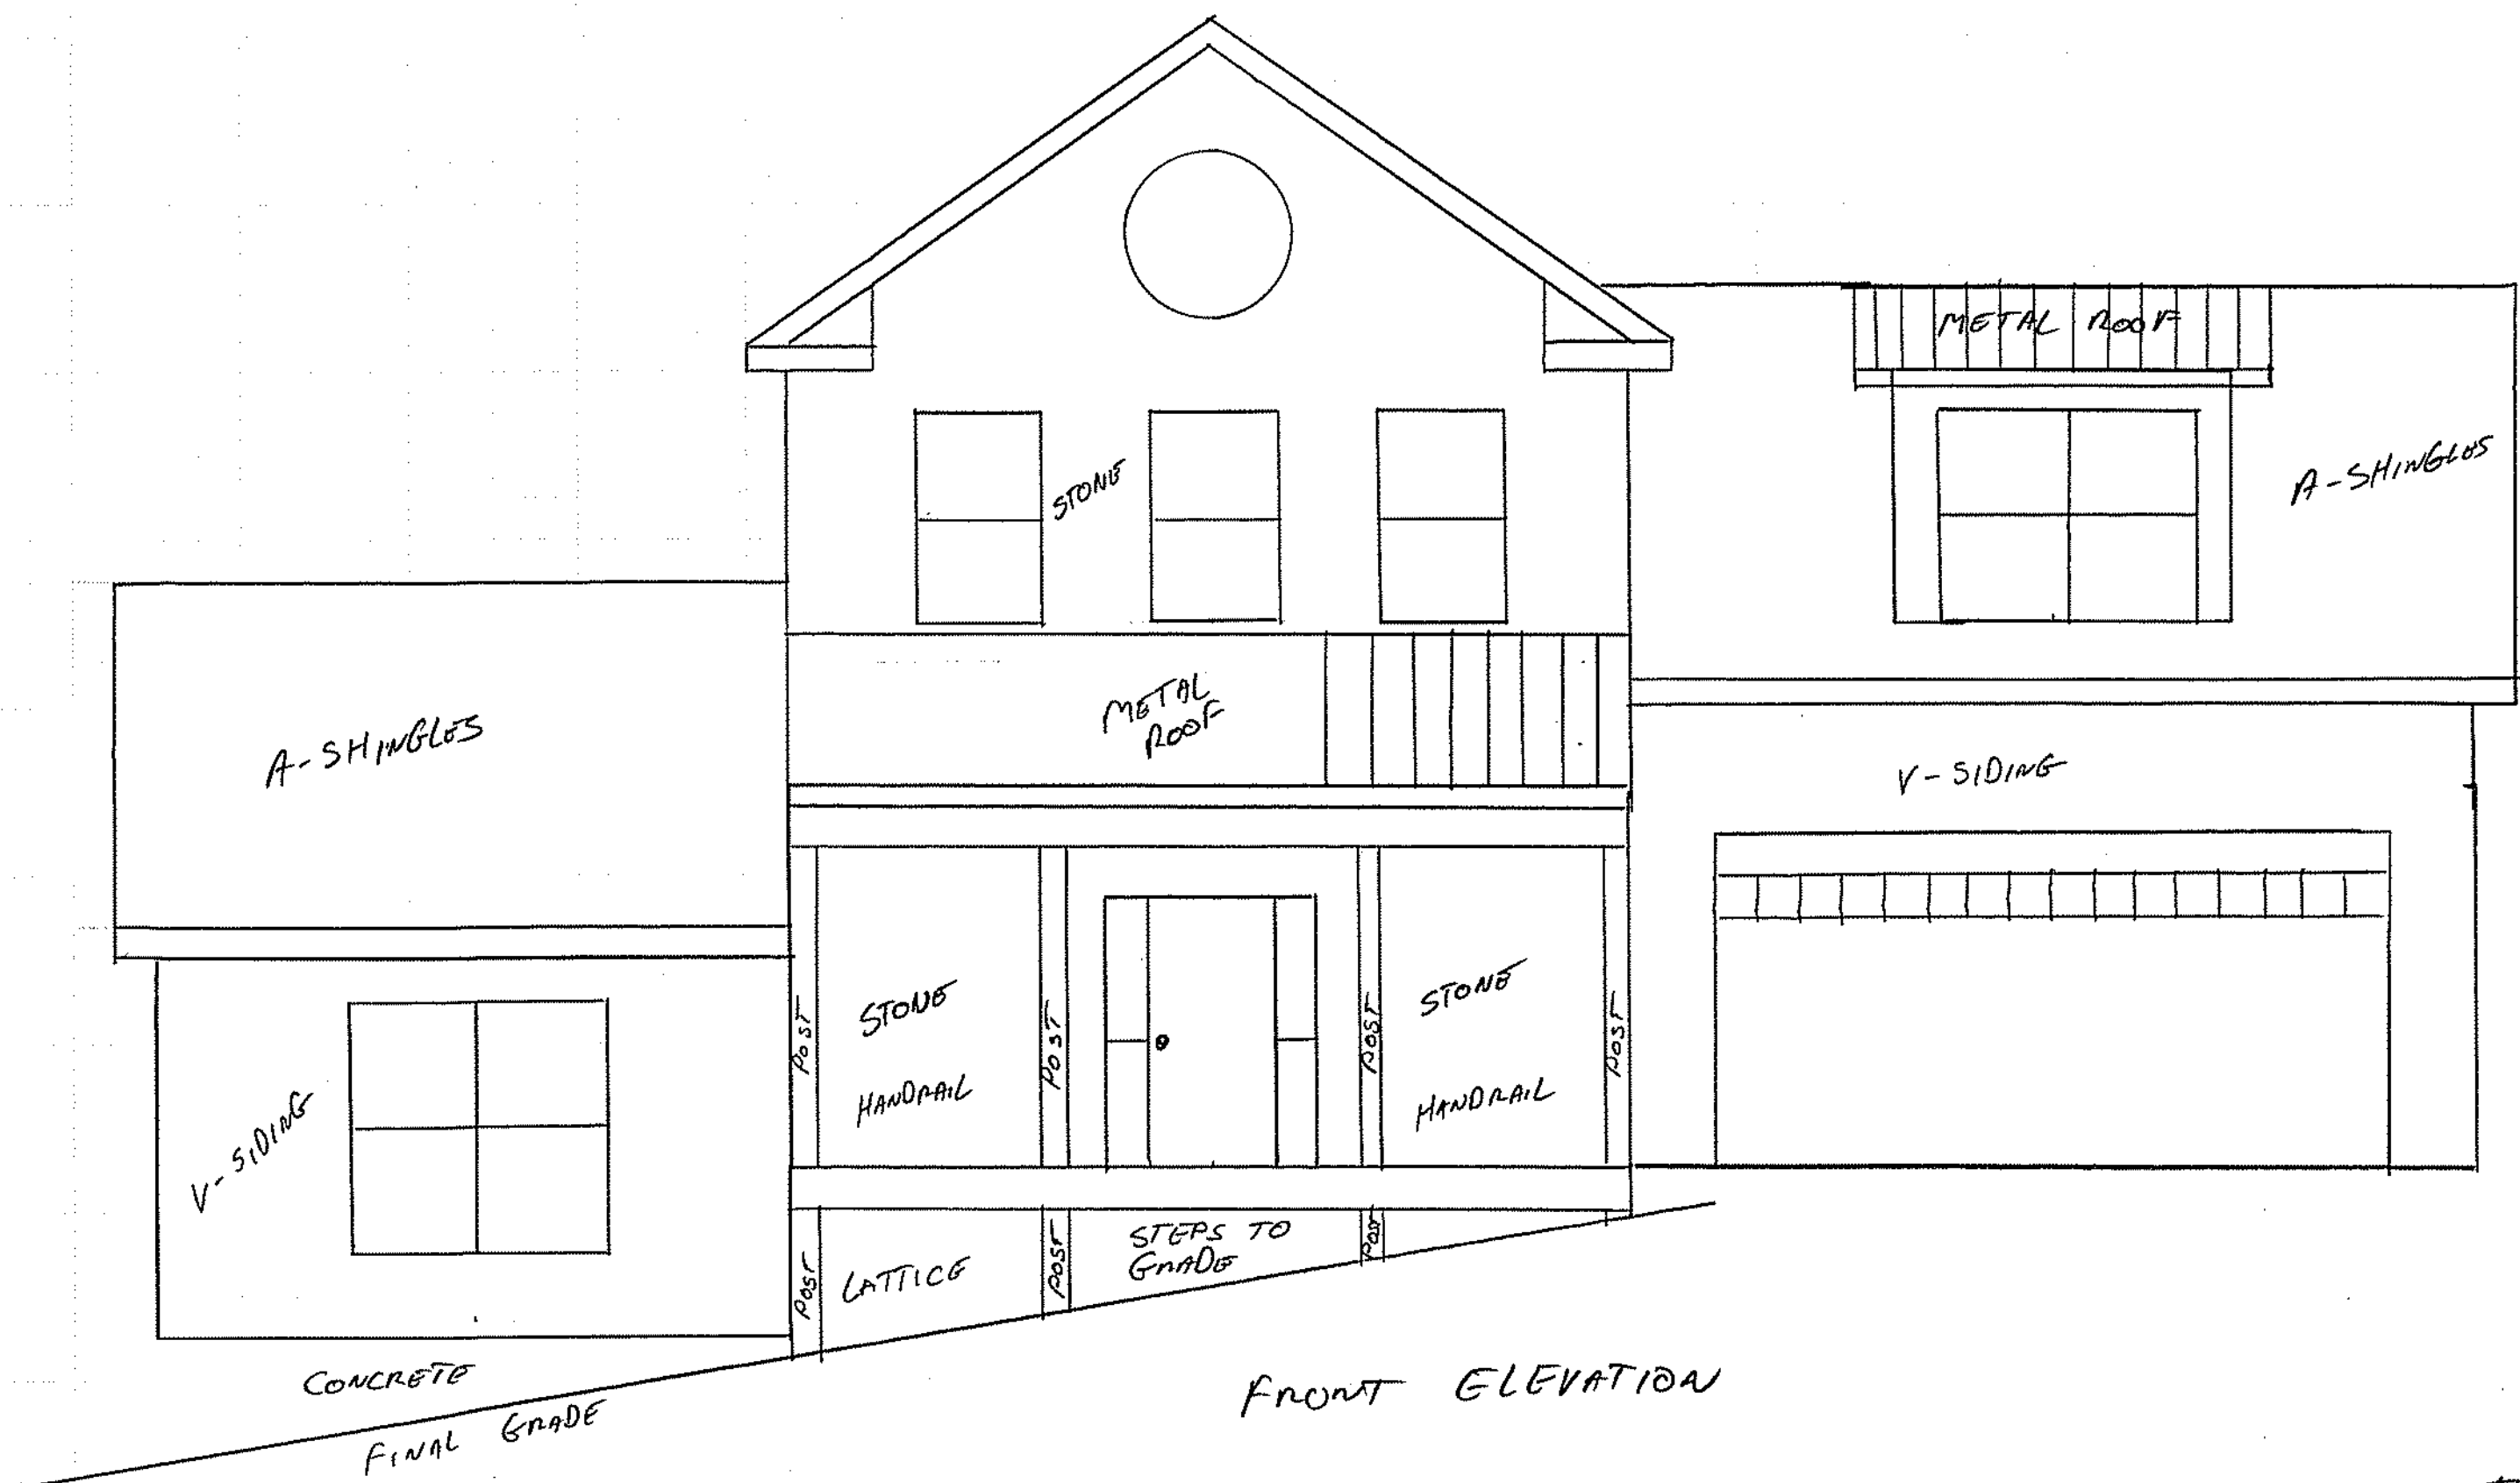 METAL ROOF
STONE
A-SHINGLES
METAL
ROOF
A-SHINGLES
V-SIDING
STONE
HANDRAIL
STONE
HANDRAIL
POST
POST
POST
POST
V-SIDING
STEPS TO
GRADE
LATTICE
POST
POST
POST
CONCRETE
FINAL GRADE
FRONT ELEVATION